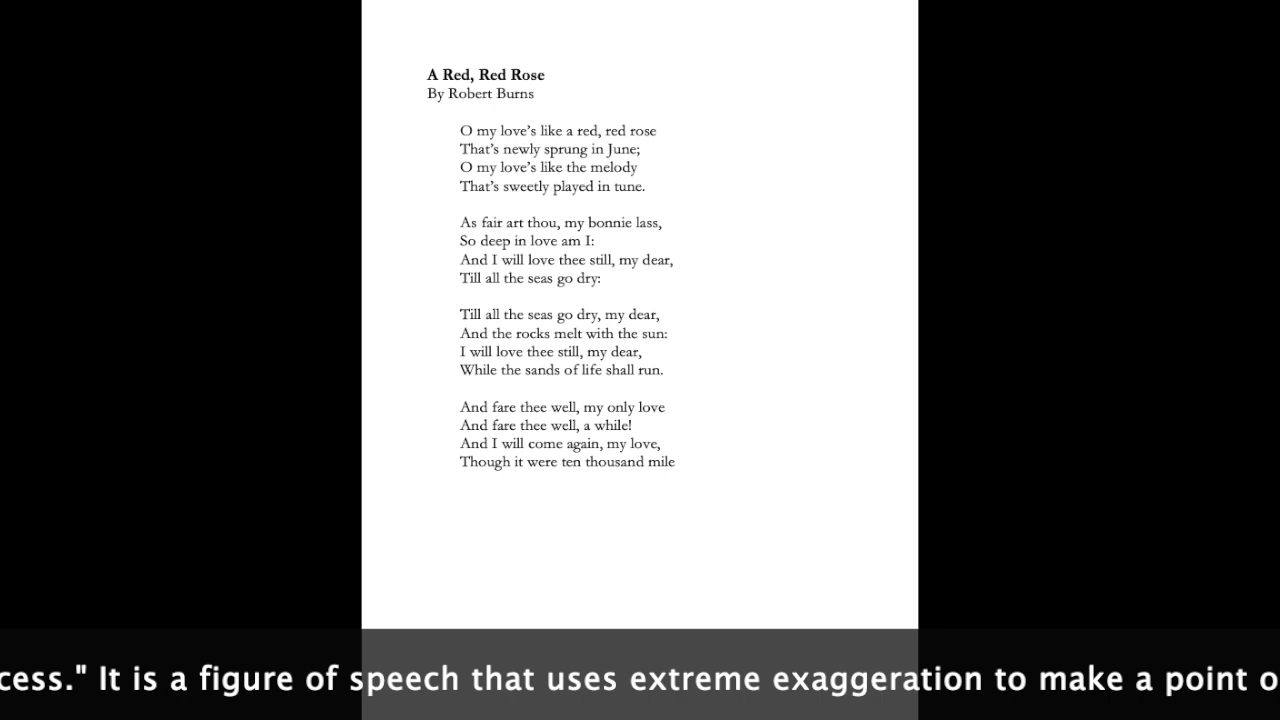 A Red, Red Rose
By Robert Burns
O my love's like a red, red rose
That's newly sprung in June;
O my love's like the melody
That's sweetly played in tune.
As fair art thou, my bonnie lass,
So deep in love am I:
And I will love thee still, my dear,
Till all the seas go dry:
Till all the seas go dry, my dear,
And the rocks melt with the sun:
I will love thee still, my dear,
While the sands of life shall run.
And fare thee well, my only love
And fare thee well, a while!
And I will come again, my love,
Though it were ten thousand mile
cess." It is a figure of speech that uses extreme exaggeration to make a point o